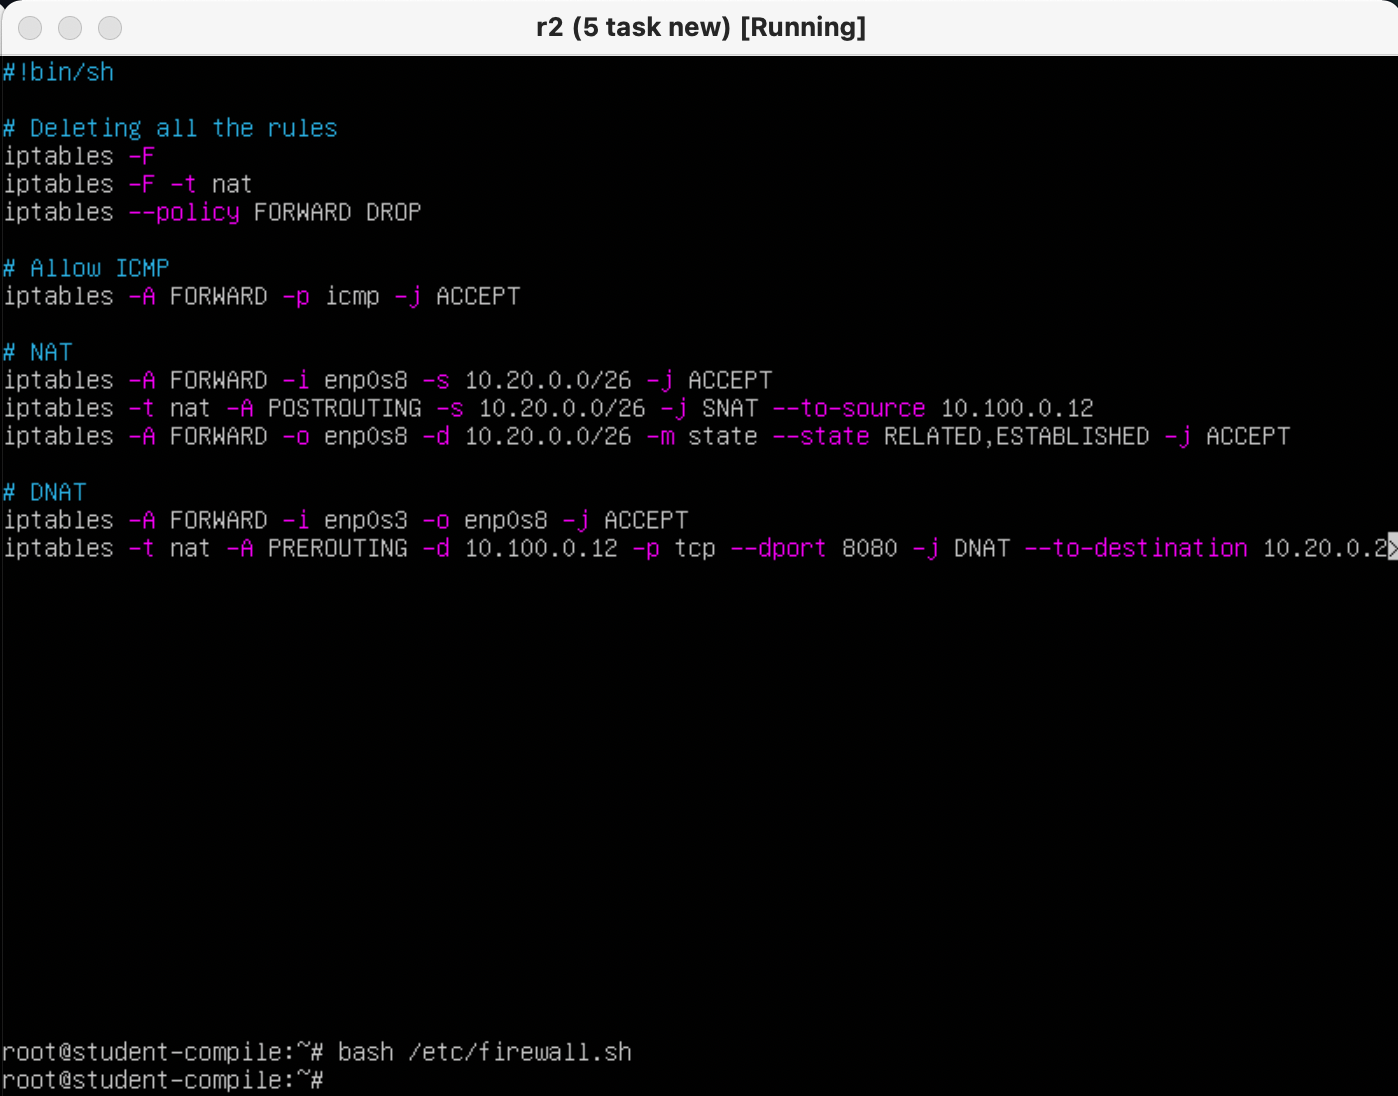 r2 (5 task new) [Running]
#!bin/sh
# Deleting all the rules
iptables -F
iptables -F -t nat
iptables --policy FORWARD DROP
# Allow ICMP
iptables -A FORWARD -p icmp -j ACCEPT
# NAT
iptables -A FORWARD -i enp0s8 -s 10.20.0.0/26 -j ACCEPT
iptables -t nat -A POSTROUTING -s 10.20.0.0/26 -j SNAT --to-source 10.100.0.12
iptables -A FORWARD -o enp0s8 -d 10.20.0.0/26 -m state --state RELATED,ESTABLISHED -j ACCEPT
# DNAT
iptables -A FORWARD -i enp0s3 -o enp0s8 -j ACCEPT
iptables -t nat -A PREROUTING -d 10.100.0.12 -p tcp --dport 8080 -j DNAT --to-destination 10.20.0.2>
root@student-compile:~# bash /etc/firewall.sh
root@student-compile:~#